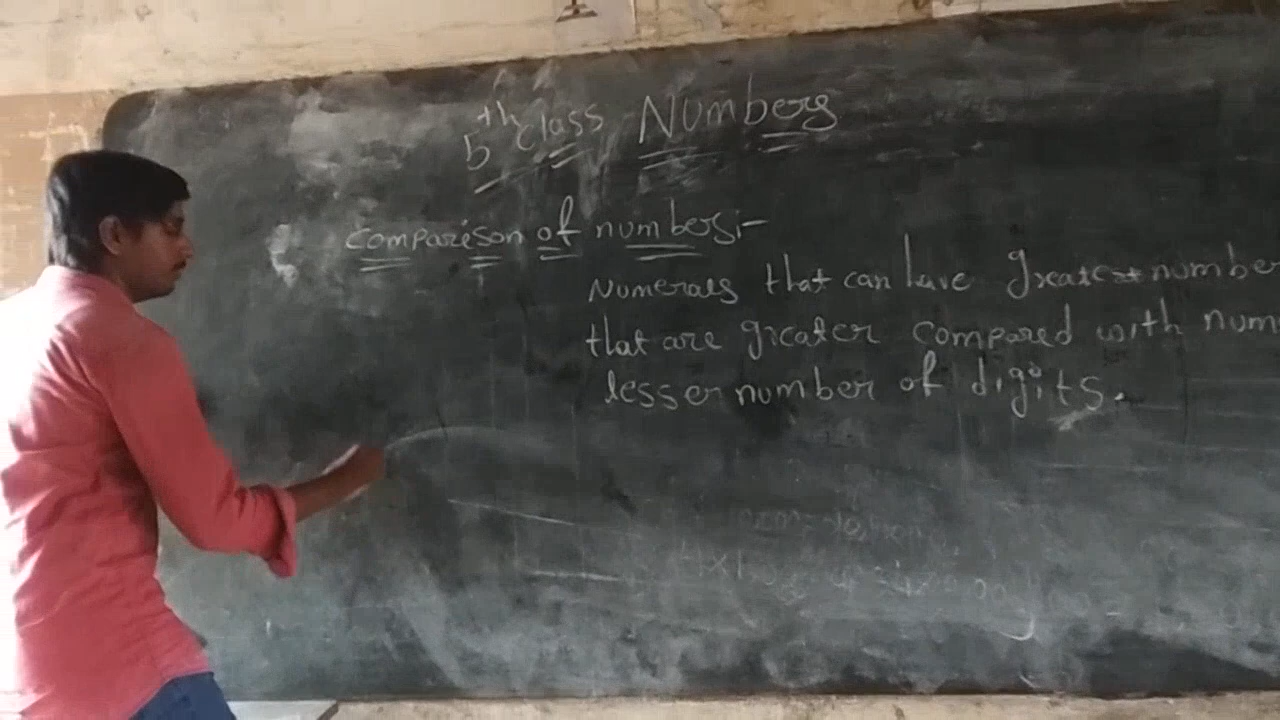 5th class Numbers
Comparison of numbers:-
Numerals that can have greatest number
that are greater compared with num
lesser number of digits.